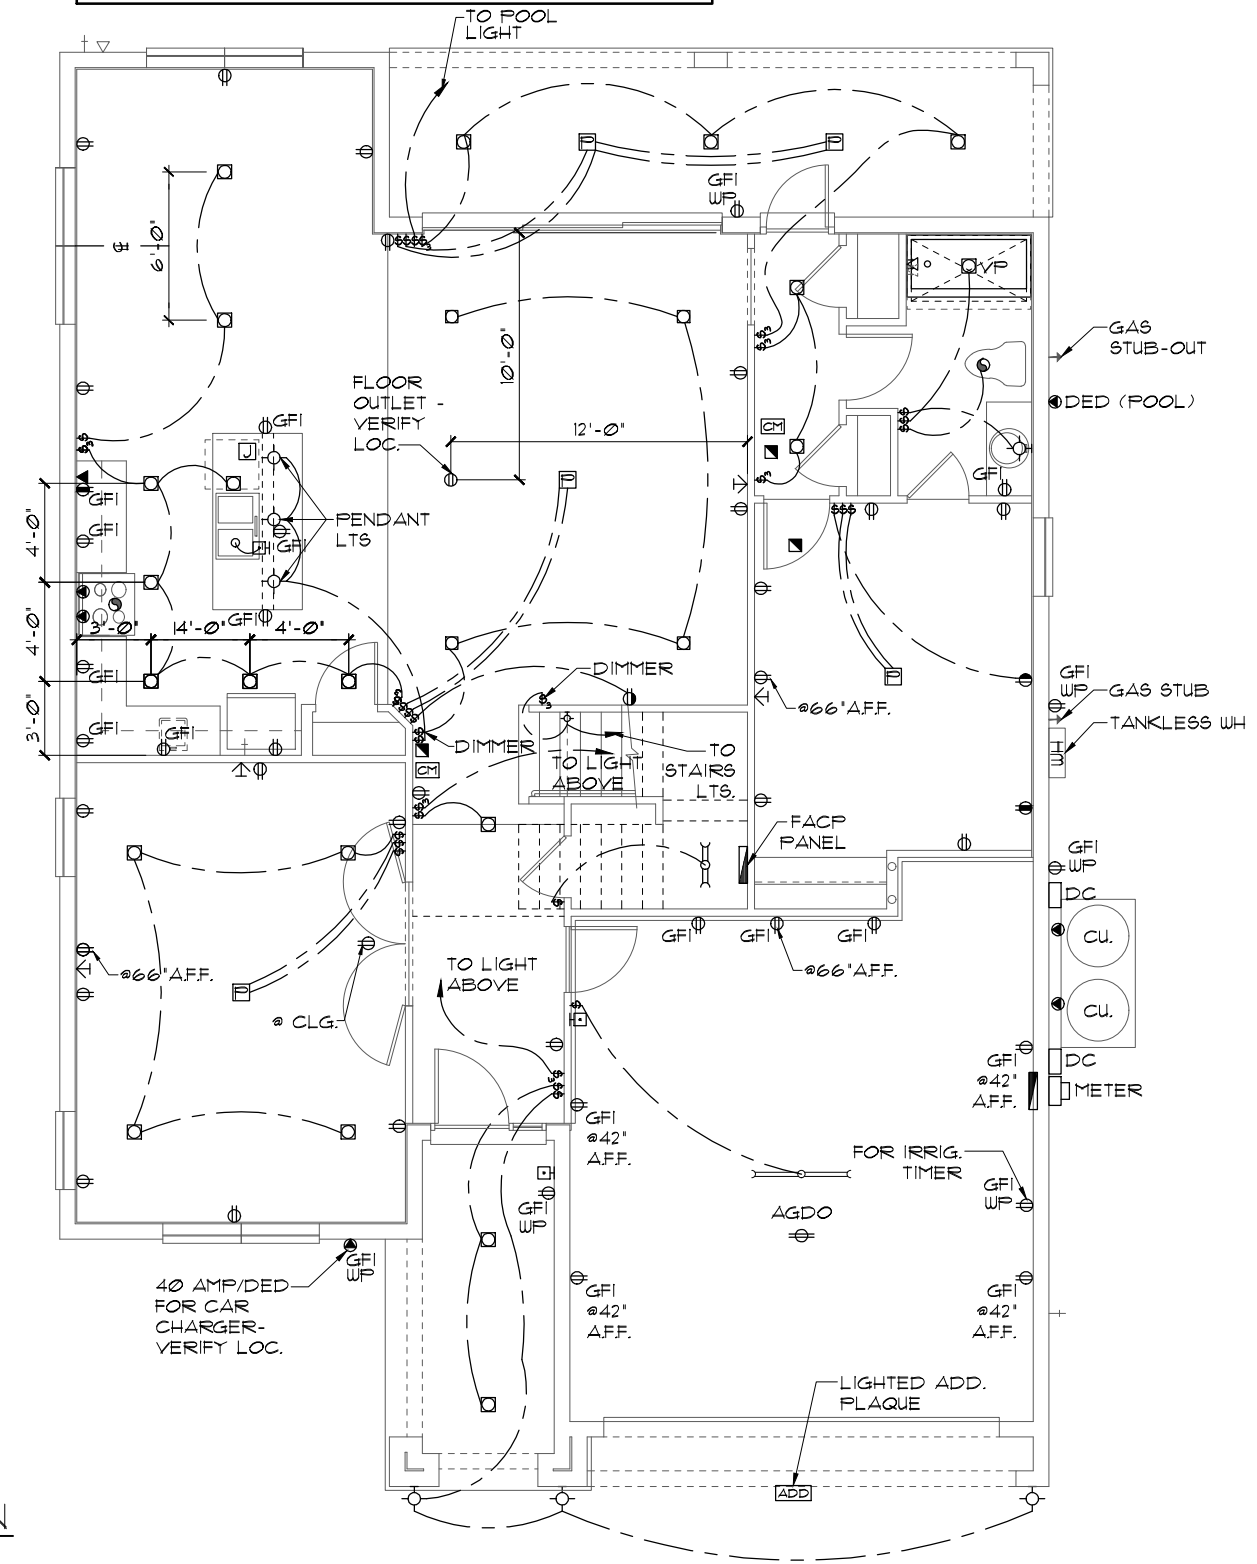 TO POOL
LIGHT
GFI
WP
6'-0"
10'-0"
VP
GAS
STUB-OUT
DED (POOL)
FLOOR
OUTLET -
VERIFY
LOC.
12'-0"
CM
GFI
J
GFI
GFI
GFI
PENDANT
LTS
GFI
4'-0"
4'-0"
3'-0"
3'-0"
14'-0"
4'-0"
GFI
GFI
GFI
GFI
DIMMER
DIMMER
CM
TO LIGHT
ABOVE
TO
STAIRS
LTS.
@66"A.F.F.
GFI
WP
GAS STUB
TANKLESS WH
FACP
PANEL
GFI
WP
DC
CU.
CU.
GFI
GFI
GFI
@66"A.F.F.
@66"A.F.F.
TO LIGHT
ABOVE
@ CLG.
GFI
@42"
A.F.F.
DC
METER
GFI
@42"
A.F.F.
FOR IRRIG.
TIMER
GFI
WP
AGDO
GFI
WP
GFI
WP
40 AMP/DED
FOR CAR
CHARGER-
VERIFY LOC.
GFI
@42"
A.F.F.
GFI
@42"
A.F.F.
LIGHTED ADD.
PLAQUE
ADD